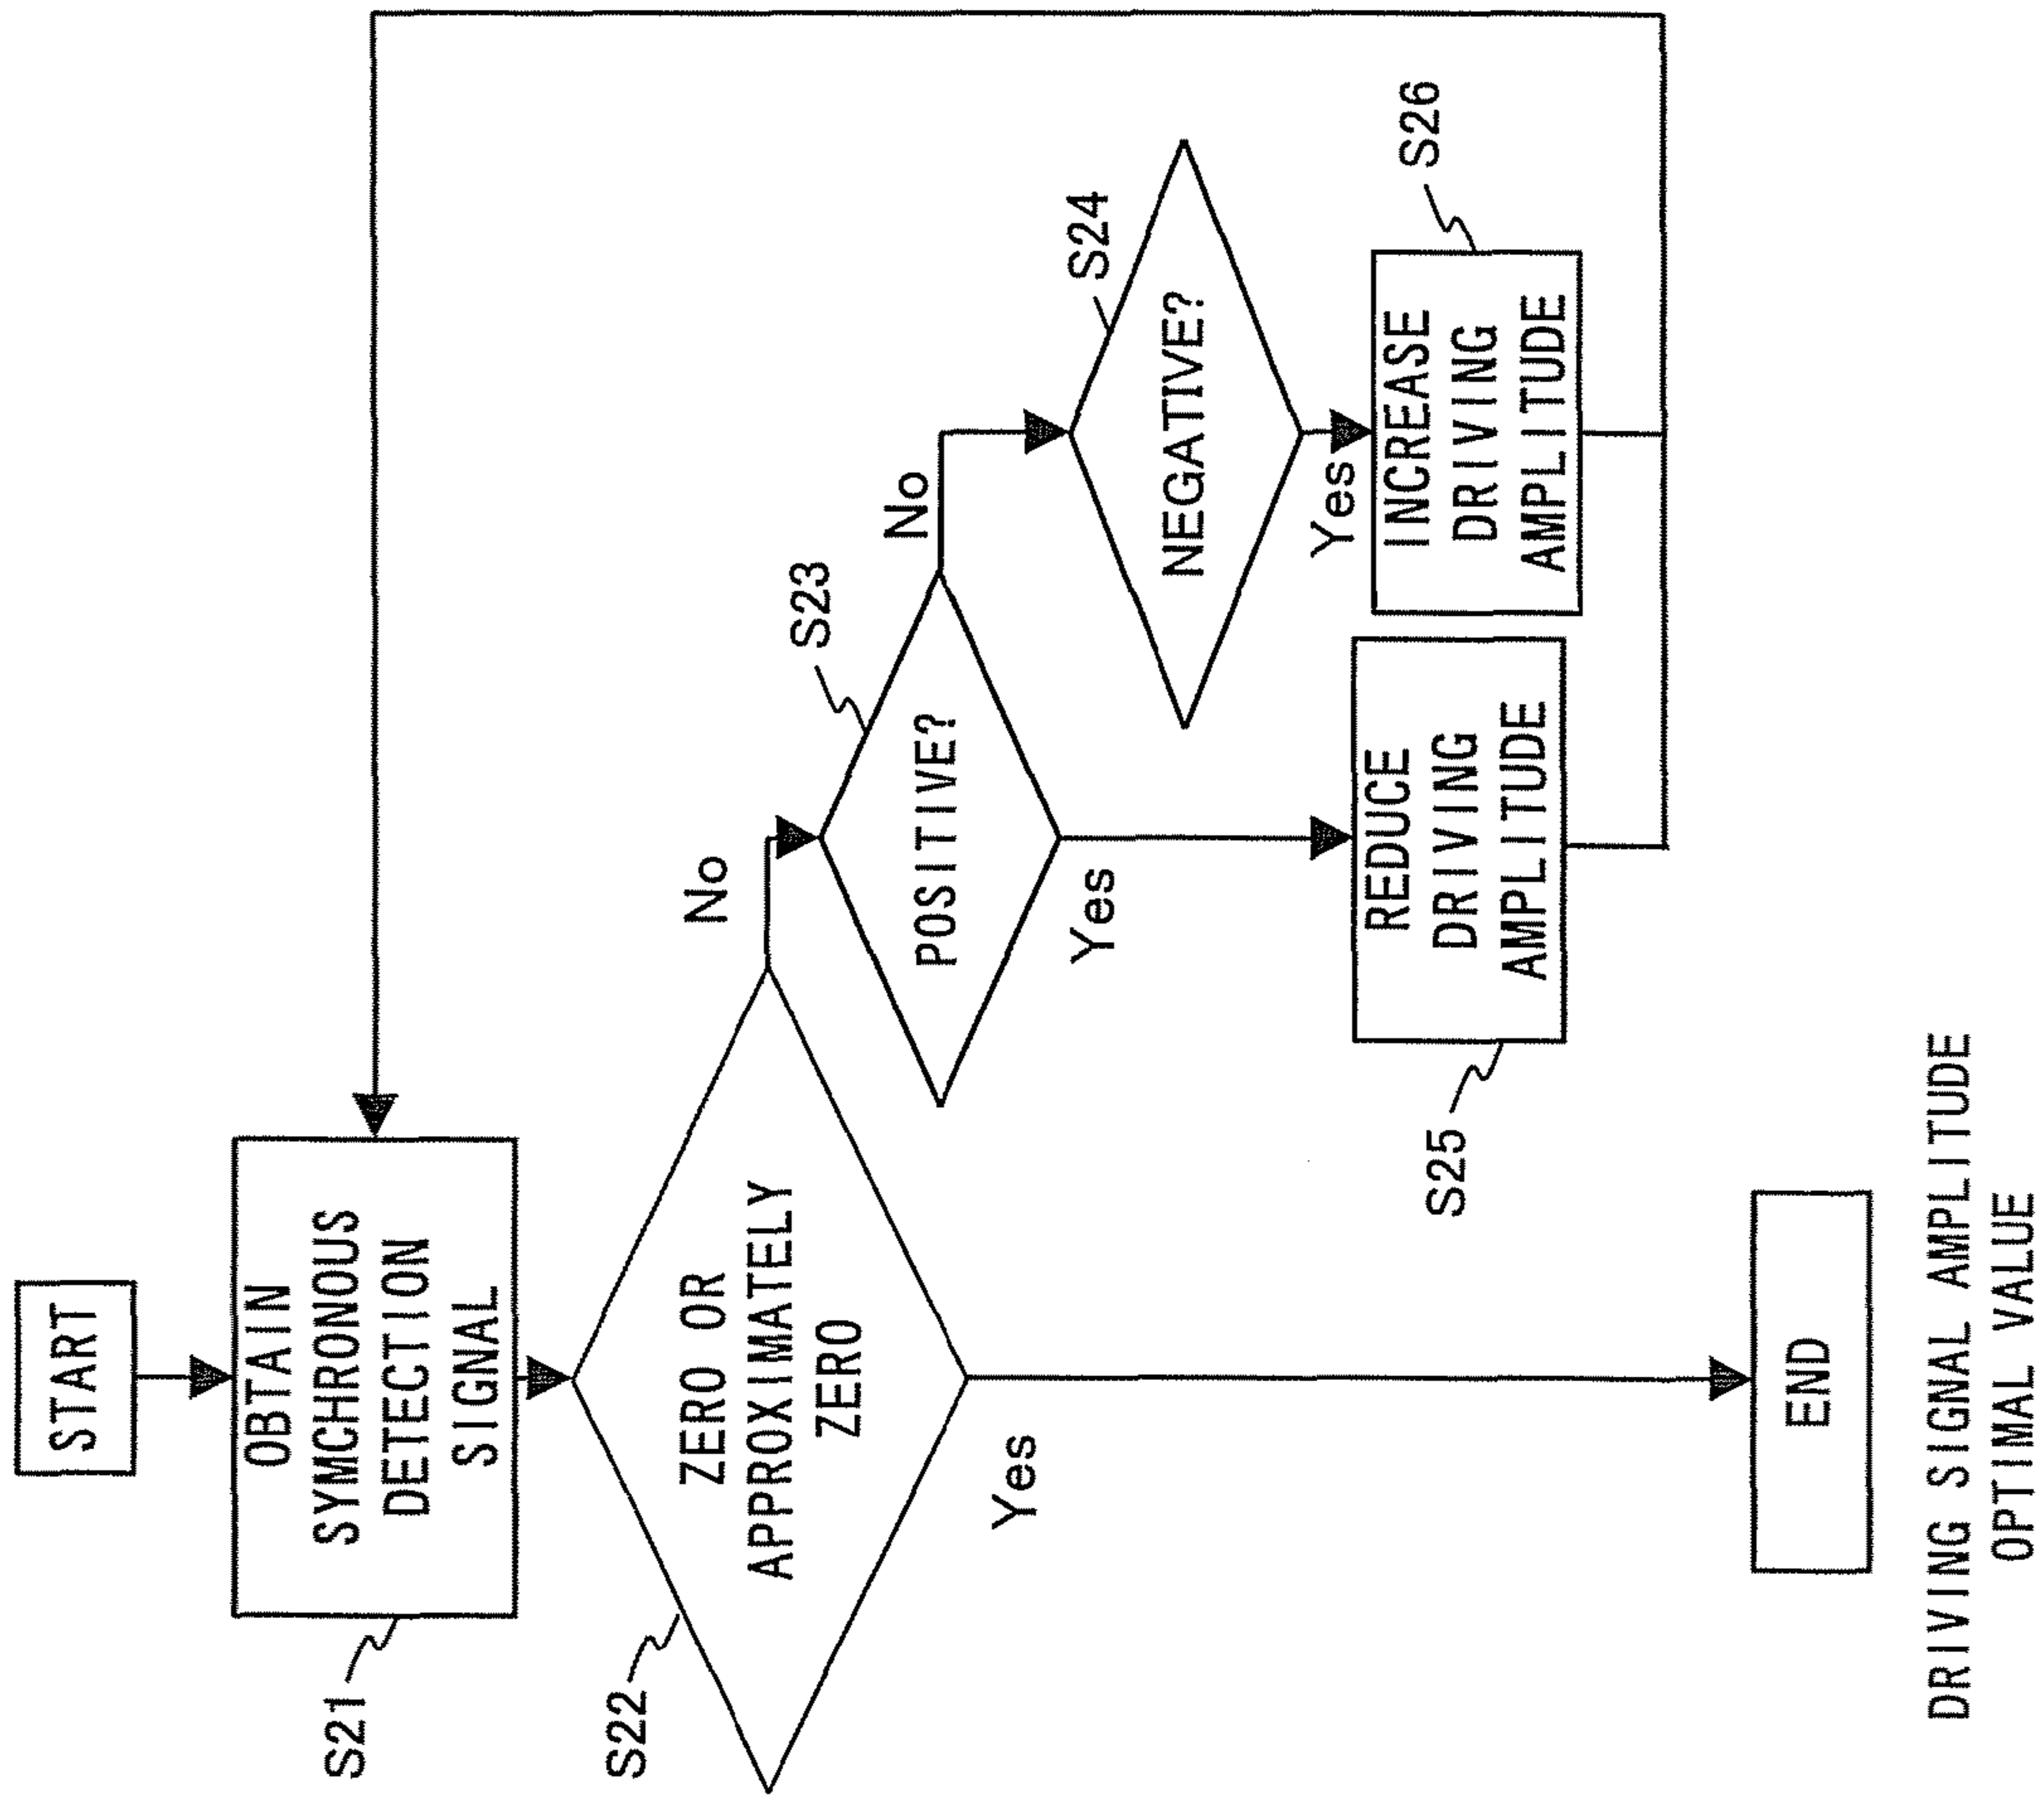 START
S21
OBTAIN
SYMCHRONOUS
DETECTION
SIGNAL
S22
ZERO OR
APPROXIMATELY
ZERO
No
Yes
S23
POSITIVE?
No
Yes
S24
NEGATIVE?
Yes
S25
REDUCE
DRIVING
AMPLITUDE
S26
INCREASE
DRIVING
AMPLITUDE
END
DRIVING SIGNAL AMPLITUDE
OPTIMAL VALUE